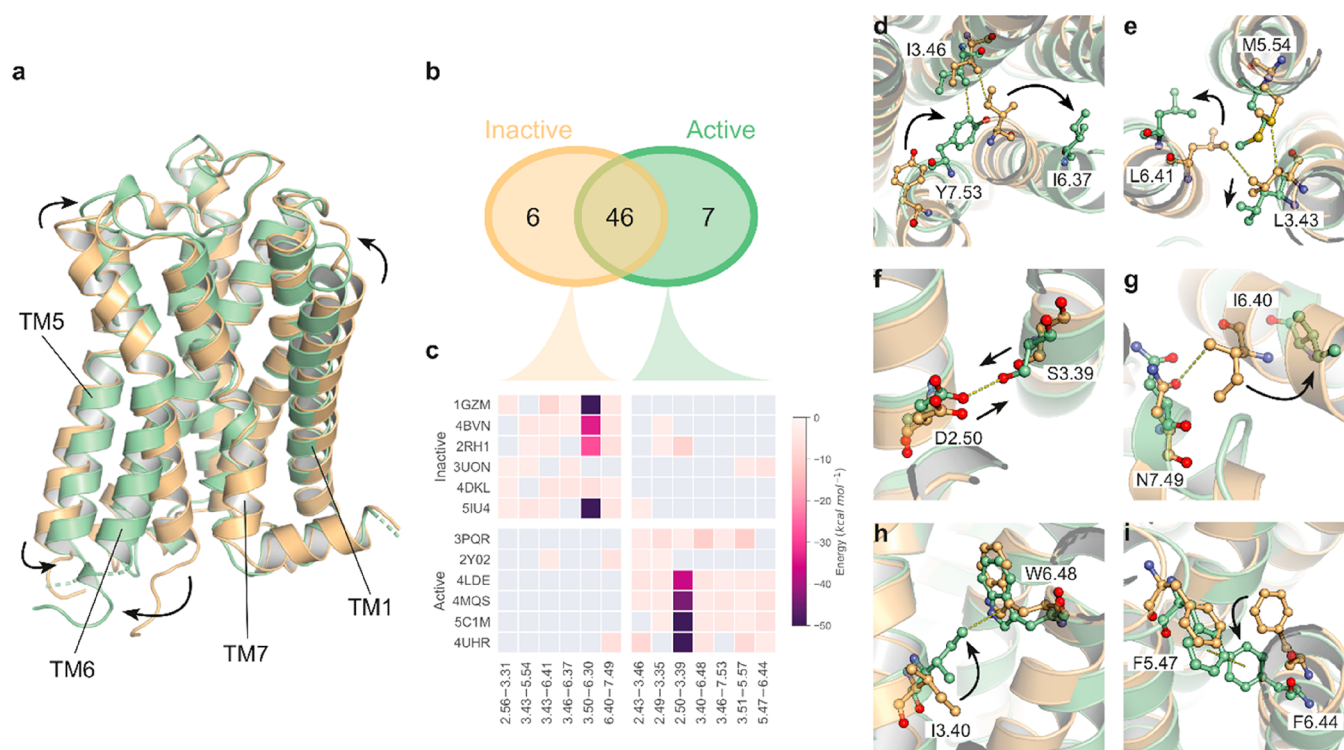 a
TM5
TM6
TM7
TM1
b
Inactive
Active
6
46
7
c
Inactive
1GZM
4BVN
2RH1
3UON
4DKL
5IU4
Active
3PQR
2Y02
4LDE
4MQS
5C1M
4UHR
2.56–3.31
3.43–5.54
3.43–6.41
3.46–6.37
3.50–6.30
6.40–7.49
2.43–3.46
2.49–3.35
2.50–3.39
3.40–6.48
3.46–7.53
3.51–5.57
5.47–6.44
0
−10
−20
−30
−40
−50
Energy (kcal mol⁻¹)
d
I3.46
Y7.53
I6.37
e
M5.54
L6.41
L3.43
f
S3.39
D2.50
g
I6.40
N7.49
h
W6.48
I3.40
i
F5.47
F6.44